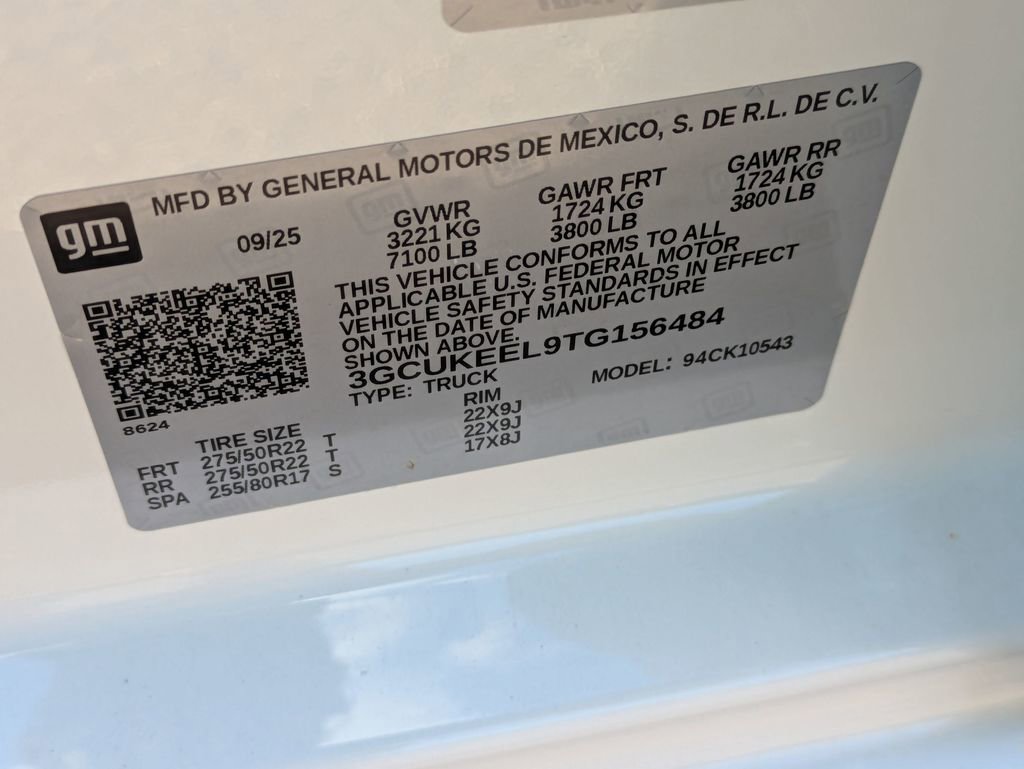 MFD BY GENERAL MOTORS DE MEXICO, S. DE R.L. DE C.V.
gm
09/25
GVWR
3221 KG
7100 LB
GAWR FRT
1724 KG
3800 LB
GAWR RR
1724 KG
3800 LB
THIS VEHICLE CONFORMS TO ALL
APPLICABLE U.S. FEDERAL MOTOR
VEHICLE SAFETY STANDARDS IN EFFECT
ON THE DATE OF MANUFACTURE
SHOWN ABOVE.
3GCUKEEL9TG156484
TYPE: TRUCK
MODEL: 94CK10543
8624
TIRE SIZE RIM
FRT 275/50R22 T 22X9J
RR 275/50R22 T 22X9J
SPA 255/80R17 S 17X8J